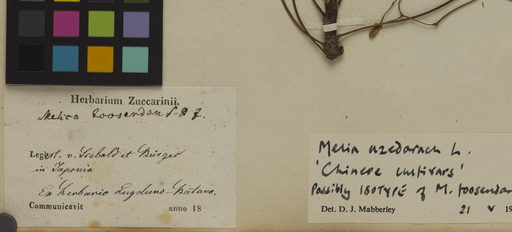 Herbarium Zuccarinii.
Melia toosendan S. & Z.
Legert. v. Siebold et Bürger
in Japonia
Ex herbario Lugduno-Batavo.
Communicavit anno 18
Melia azedarach L.
'Chinese cultivars'
Possibly ISOTYPE of M. toosendan
Det. D. J. Mabberley 21 V 19